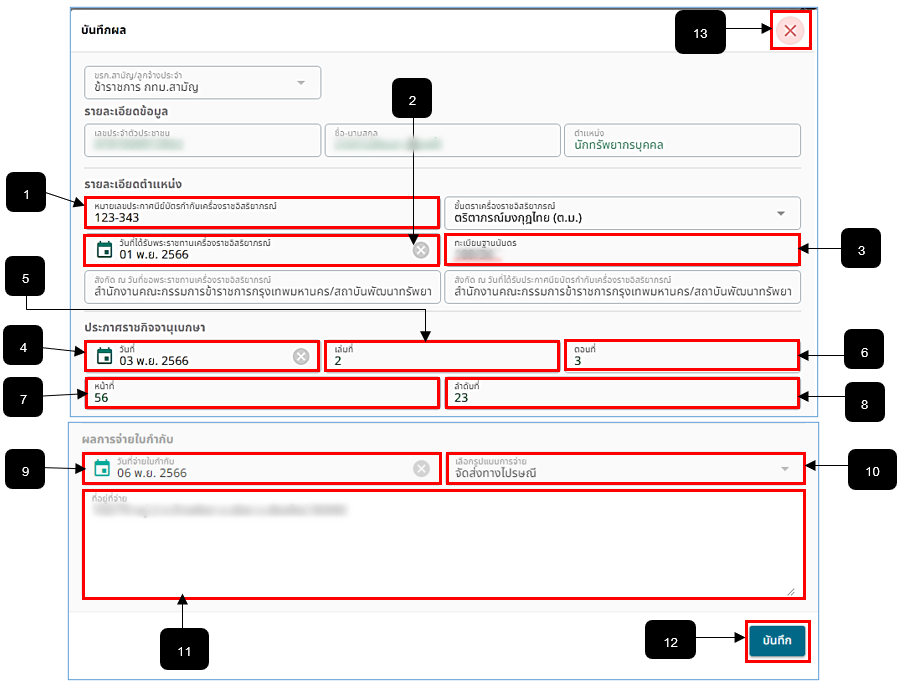 บันทึกผล
13
ขรก.สามัญ/ลูกจ้างประจำ
ข้าราชการ กทม.สามัญ
2
รายละเอียดข้อมูล
เลขประจำตัวประชาชน
ชื่อ-นามสกุล
ตำแหน่ง
นักทรัพยากรบุคคล
รายละเอียดตำแหน่ง
1
หมายเลขประกาศนียบัตรกำกับเครื่องราชอิสริยาภรณ์
123-343
ชั้นตราเครื่องราชอิสริยาภรณ์
ตริตาภรณ์มงกุฎไทย (ต.ม.)
วันที่ได้รับพระราชทานเครื่องราชอิสริยาภรณ์
01 พ.ย. 2566
ทะเบียนฐานันดร
3
5
สังกัด ณ วันที่ขอพระราชทานเครื่องราชอิสริยาภรณ์
สำนักงานคณะกรรมการข้าราชการกรุงเทพมหานคร/สถาบันพัฒนาทรัพยา
สังกัด ณ วันที่ได้รับประกาศนียบัตรกำกับเครื่องราชอิสริยาภรณ์
สำนักงานคณะกรรมการข้าราชการกรุงเทพมหานคร/สถาบันพัฒนาทรัพยา
ประกาศราชกิจจานุเบกษา
4
วันที่
03 พ.ย. 2566
เล่มที่
2
ตอนที่
3
6
7
หน้าที่
56
ลำดับที่
23
8
ผลการจ่ายใบกำกับ
9
วันที่จ่ายใบกำกับ
06 พ.ย. 2566
เลือกรูปแบบการจ่าย
จัดส่งทางไปรษณี
10
ที่อยู่ที่จ่าย
11
12
บันทึก